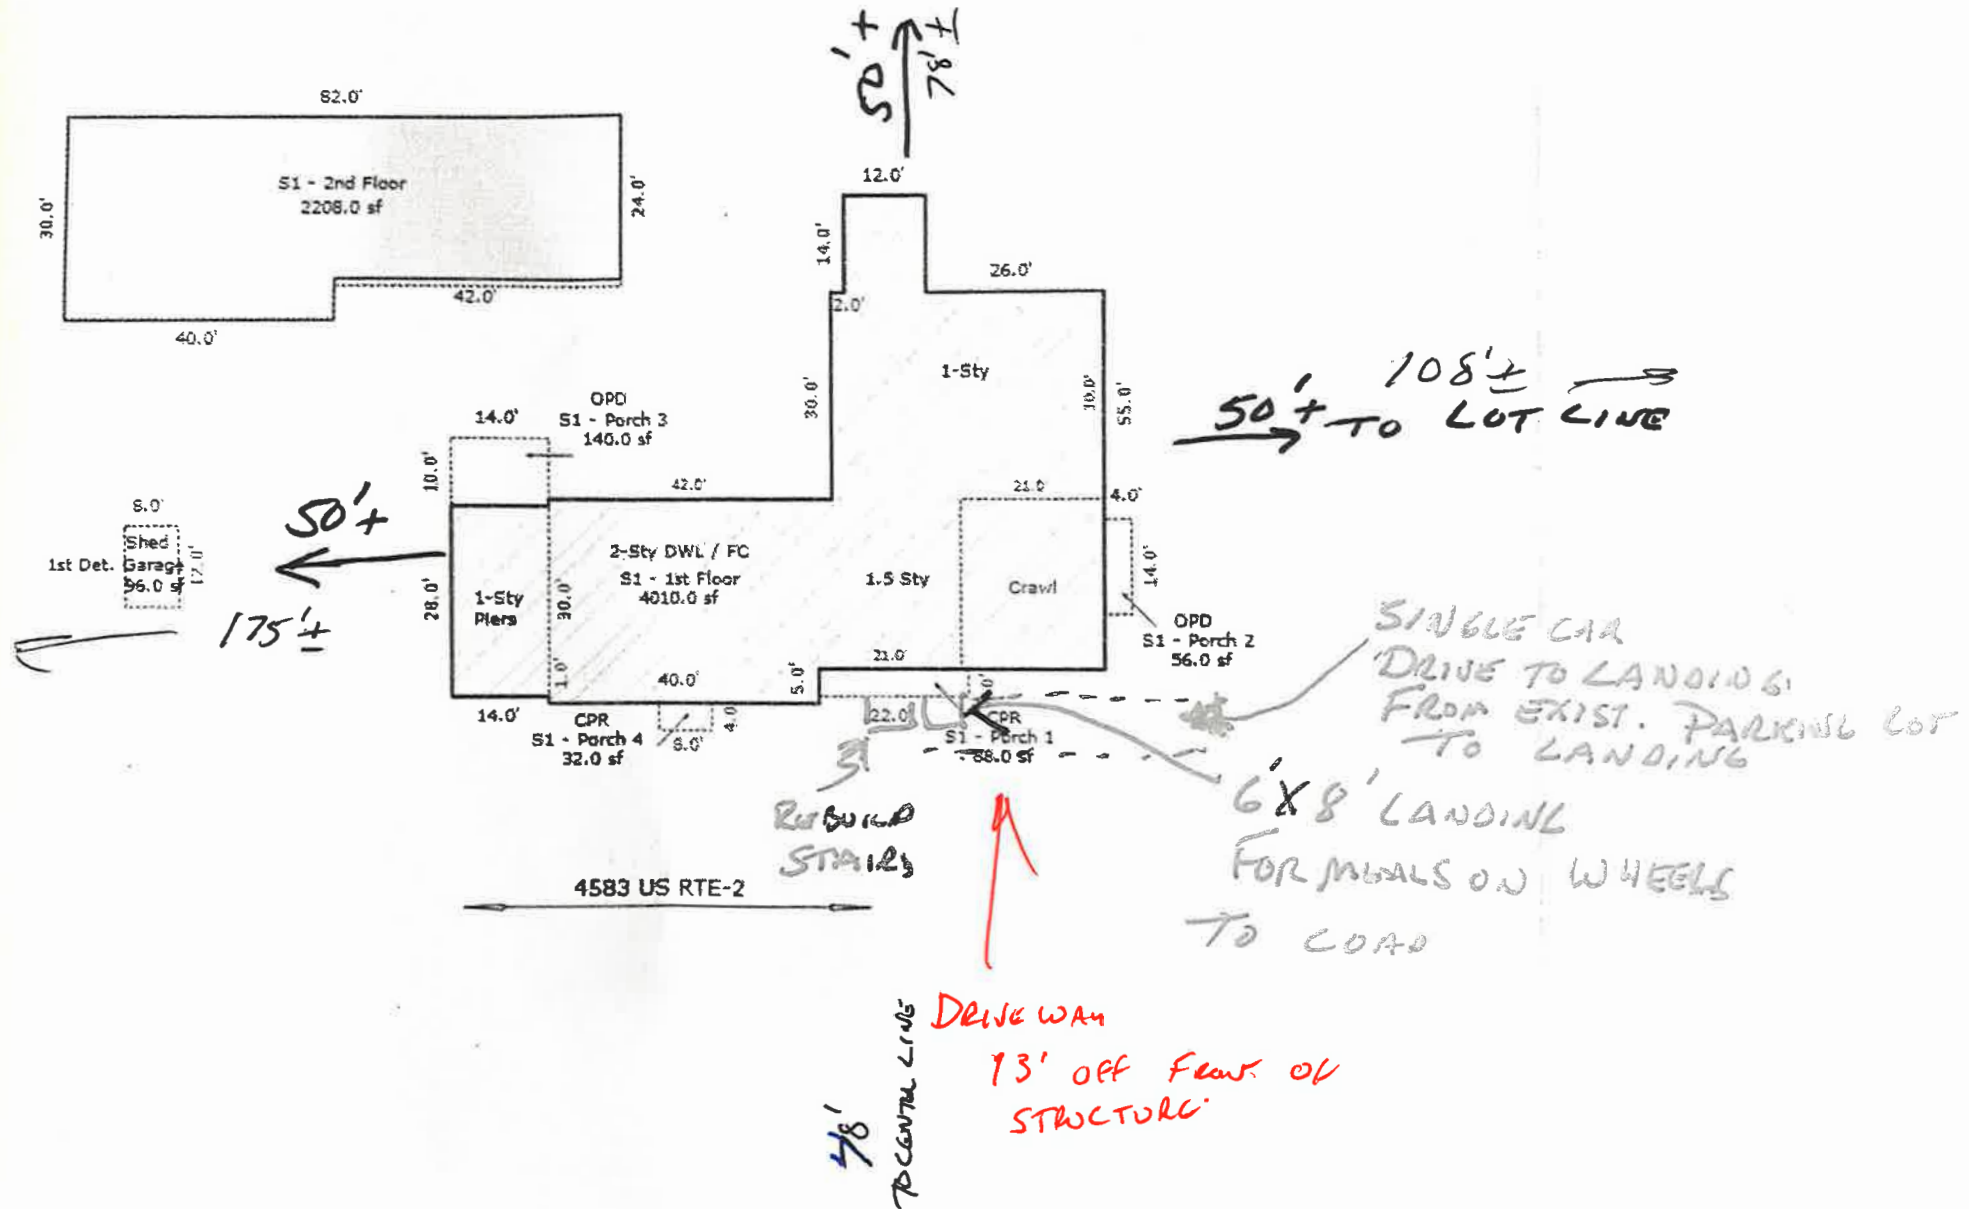 50'+
78'±
82.0'
S1 - 2nd Floor
2208.0 sf
30.0'
24.0'
42.0'
40.0'
12.0'
14.0'
26.0'
2.0'
1-Sty
30.0'
30.0'
55.0'
108'±
50'+ TO LOT LINE
OPD
S1 - Porch 3
140.0 sf
14.0'
10.0'
42.0'
21.0
4.0'
8.0'
Shed
1st Det. Garage
96.0 sf
12.0'
50'+
175'±
28.0'
1-Sty
Piers
30.0'
2-Sty DWL / FC
S1 - 1st Floor
4010.0 sf
1.5 Sty
Crawl
14.0'
OPD
S1 - Porch 2
56.0 sf
1.0'
40.0'
5.0'
21.0'
14.0'
CPR
S1 - Porch 4
32.0 sf
8.0'
4.0
22.0
CPR
S1 - Porch 1
88.0 sf
SINGLE CAR
DRIVE TO LANDING
FROM EXIST. PARKING LOT
TO LANDING
3'
REBUILD
STAIRS
6'X8' LANDING
FOR MEALS ON WHEELS
TO LOAD
4583 US RTE-2
48'
TO CENTER LINE
DRIVEWAY
13' OFF FRONT OF
STRUCTURE